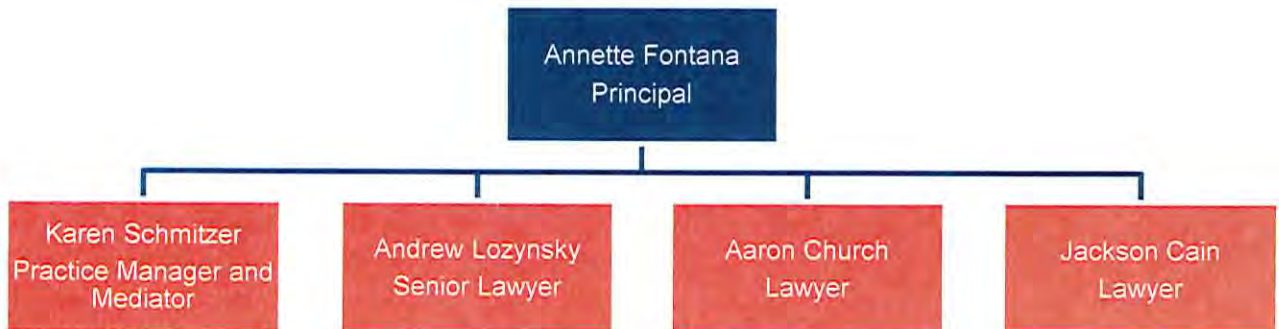 Annette Fontana
Principal
Karen Schmitzer
Practice Manager and
Mediator
Andrew Lozynsky
Senior Lawyer
Aaron Church
Lawyer
Jackson Cain
Lawyer